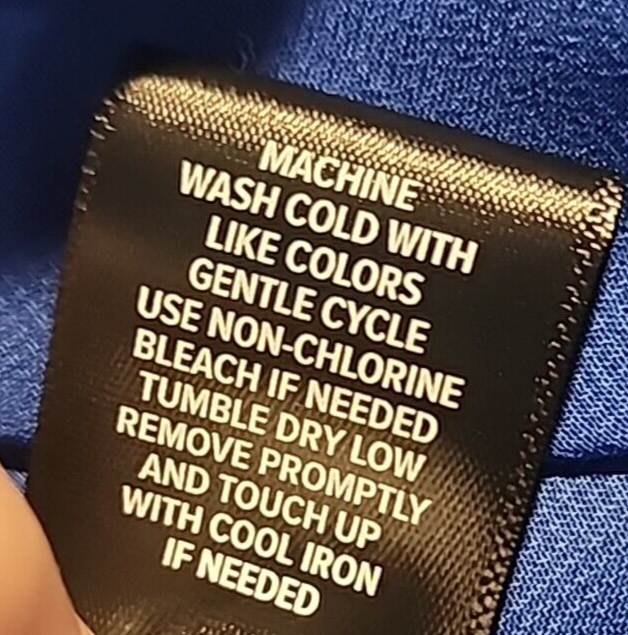 MACHINE
WASH COLD WITH
LIKE COLORS
GENTLE CYCLE
USE NON-CHLORINE
BLEACH IF NEEDED
TUMBLE DRY LOW
REMOVE PROMPTLY
AND TOUCH UP
WITH COOL IRON
IF NEEDED